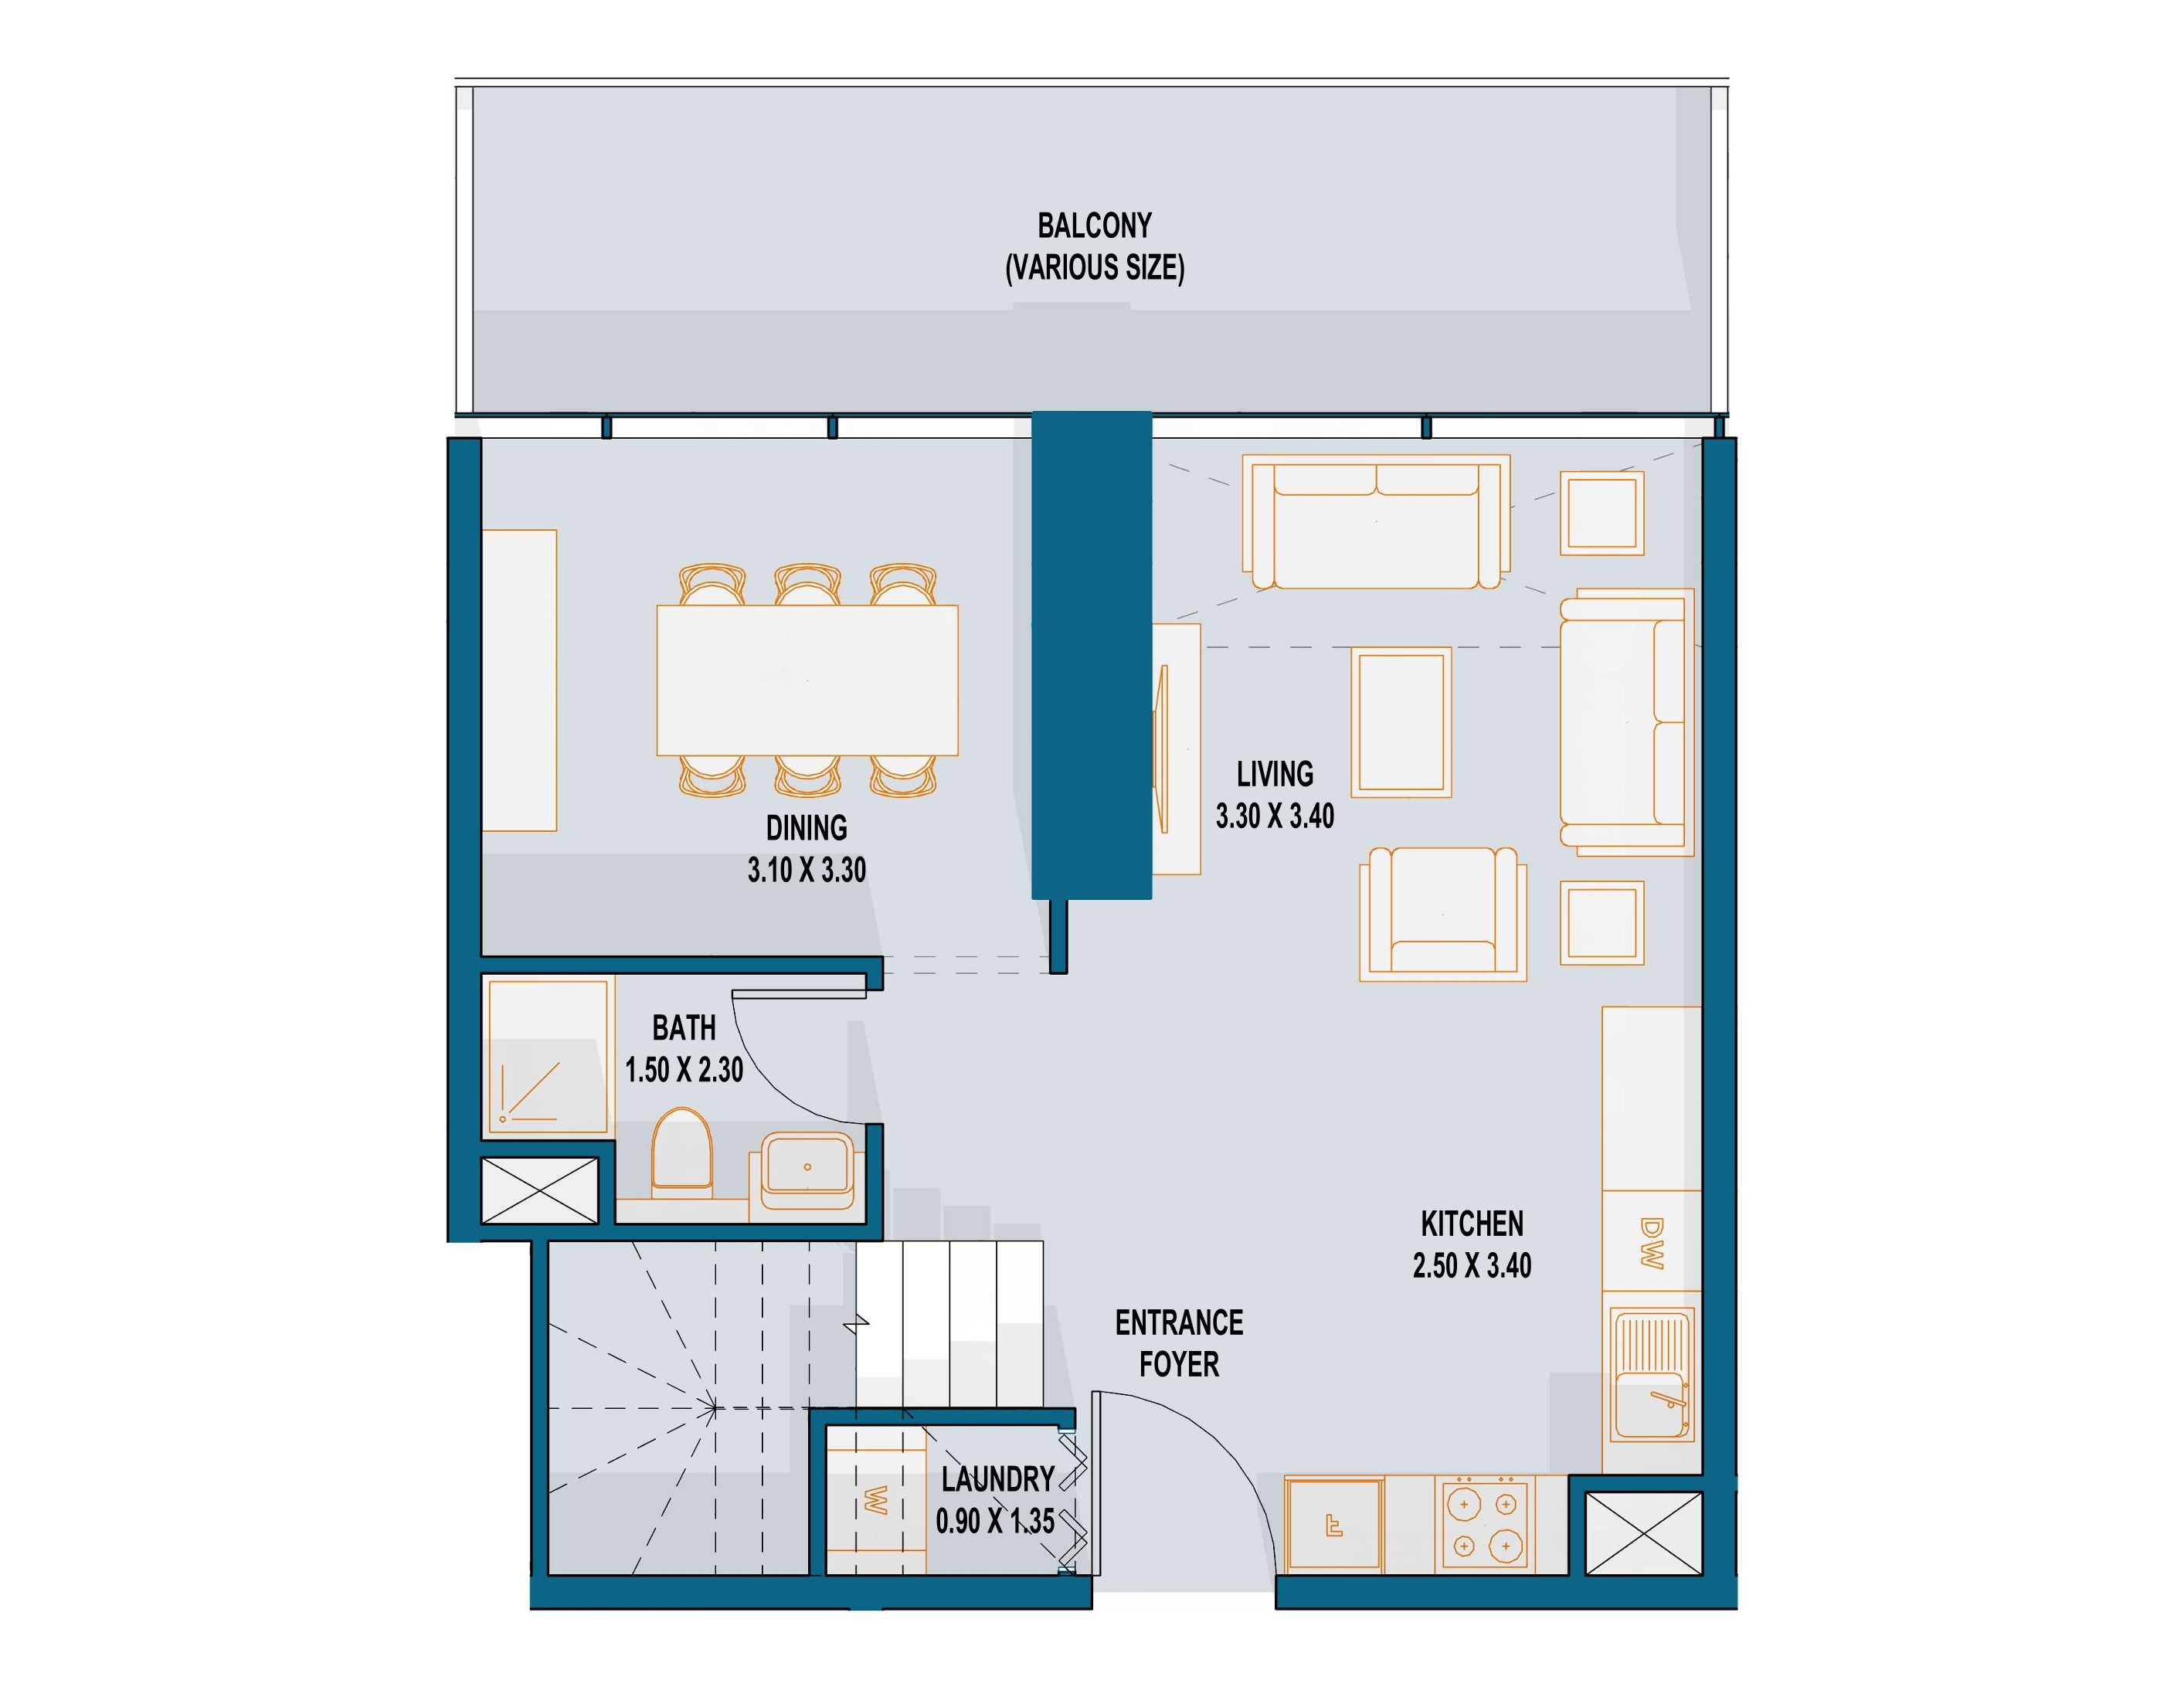 BALCONY
(VARIOUS SIZE)
LIVING
3.30 X 3.40
DINING
3.10 X 3.30
BATH
1.50 X 2.30
KITCHEN
2.50 X 3.40
DW
ENTRANCE
FOYER
LAUNDRY
0.90 X 1.35
W
F